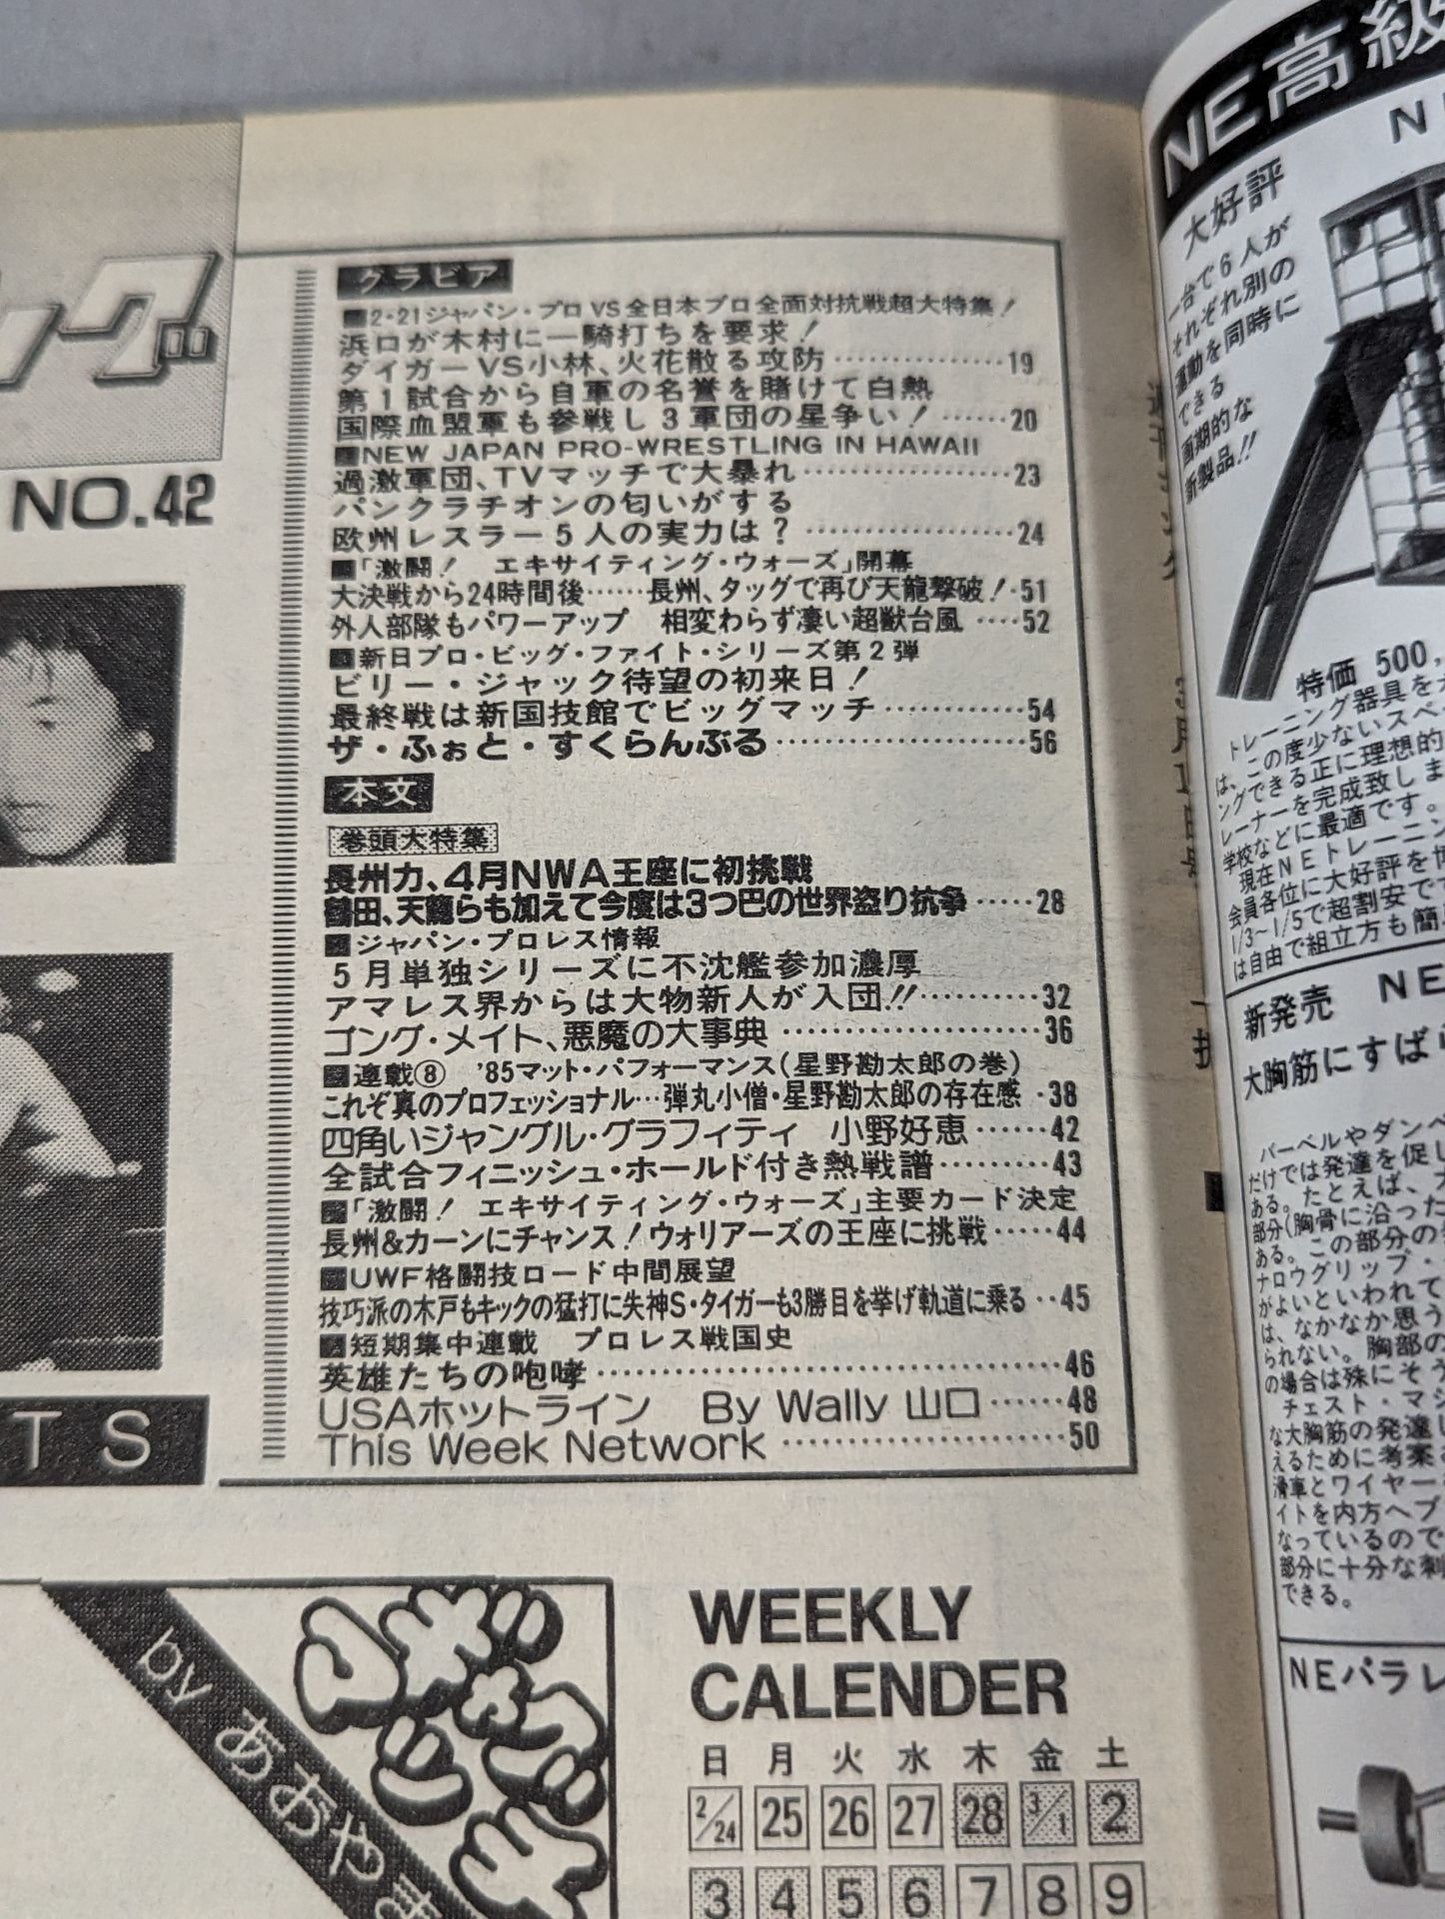 ング
NO.42
グラビア
■2・21ジャパン・プロVS全日本プロ全面対抗戦超大特集!
浜口が木村に一騎打ちを要求!
ダイガーVS小林、火花散る攻防……………19
第1試合から自軍の名誉を賭けて白熱
国際血盟軍も参戦し3軍団の星争い!……20
■NEW JAPAN PRO-WRESTLING IN HAWAII
過激軍団、TVマッチで大暴れ………………23
パンクラチオンの匂いがする
欧州レスラー5人の実力は?………………24
■「激闘! エキサイティング・ウォーズ」開幕
大決戦から24時間後……長州、タッグで再び天龍撃破!・51
外人部隊もパワーアップ 相変わらず凄い超獣台風 ‥‥52
■新日プロ・ビッグ・ファイト・シリーズ第2弾
ビリー・ジャック待望の初来日!
最終戦は新国技館でビッグマッチ…………54
ザ・ふぉと・すくらんぶる…………………56
本文
巻頭大特集
長州力、4月NWA王座に初挑戦
鶴田、天龍らも加えて今度は3つ巴の世界盗り抗争……28
■ジャパン・プロレス情報
5月単独シリーズに不沈艦参加濃厚
アマレス界からは大物新人が入団!!…………32
ゴング・メイト、悪魔の大事典…………………36
■連載⑧ '85マット・パフォーマンス(星野勘太郎の巻)
これぞ真のプロフェッショナル…弾丸小僧・星野勘太郎の存在感・38
四角いジャングル・グラフィティ 小野好恵……42
全試合フィニッシュ・ホールド付き熱戦譜………43
■「激闘! エキサイティング・ウォーズ」主要カード決定
長州&カーンにチャンス!ウォリアーズの王座に挑戦……44
■UWF格闘技ロード中間展望
技巧派の木戸もキックの猛打に失神S・タイガーも3勝目を挙げ軌道に乗る‥45
■短期集中連載 プロレス戦国史
英雄たちの咆哮………………………………46
USAホットライン By Wally 山口……48
This Week Network…………………50
TS
by あおやま
WEEKLY
CALENDER
日 月 火 水 木 金 土
2/24 25 26 27 28 3/1 2
3 4 5 6 7 8 9
NE高級
大好評
一台で6人が
それぞれ別の
運動を同時に
できる
画期的な
新製品!!
特価 500,
トレーニング器具を
は、この度少ないスペ
ングできる正に理想的
レーナーを完成致しま
学校などに最適です。
現在NEトレーニン
会員各位に大好評を博
1/3〜1/5で超割安で
は自由で組立方も簡
新発売 NE
大胸筋にすばら
バーベルやダンベ
だけでは発達を促し
ある。たとえば、
部分(胸骨に沿った
ある。この部分の
ナロウグリップ・
がよいといわれて
は、なかなか思う
られない。胸部の
の場合は殊にそう
チェスト・マシ
な大胸筋の発達
えるために考案
滑車とワイヤー
イトを内方へプ
なっているので
部分に十分な刺
できる。
NEパラレ